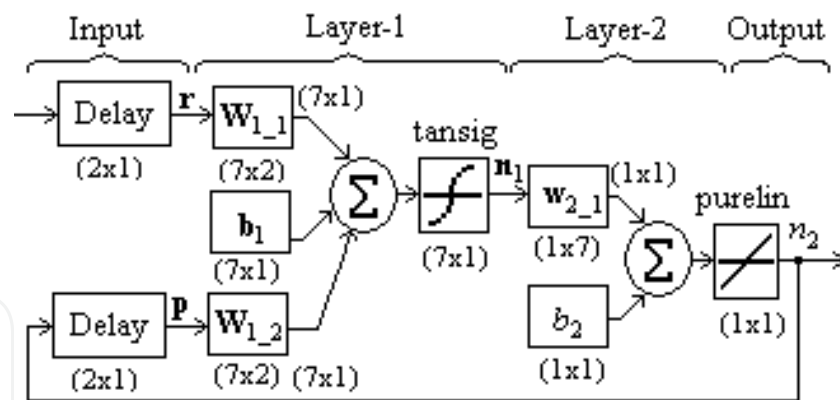 Input Layer-1 Layer-2 Output
Delay r W1_1 (7x1)
(2x1) (7x2)
tansig
b1 Σ n1 w2_1 (1x1)
(7x1) (7x1) (1x7)
purelin
Σ n2
Delay p W1_2 b2
(2x1) (7x2) (7x1) (1x1) (1x1)